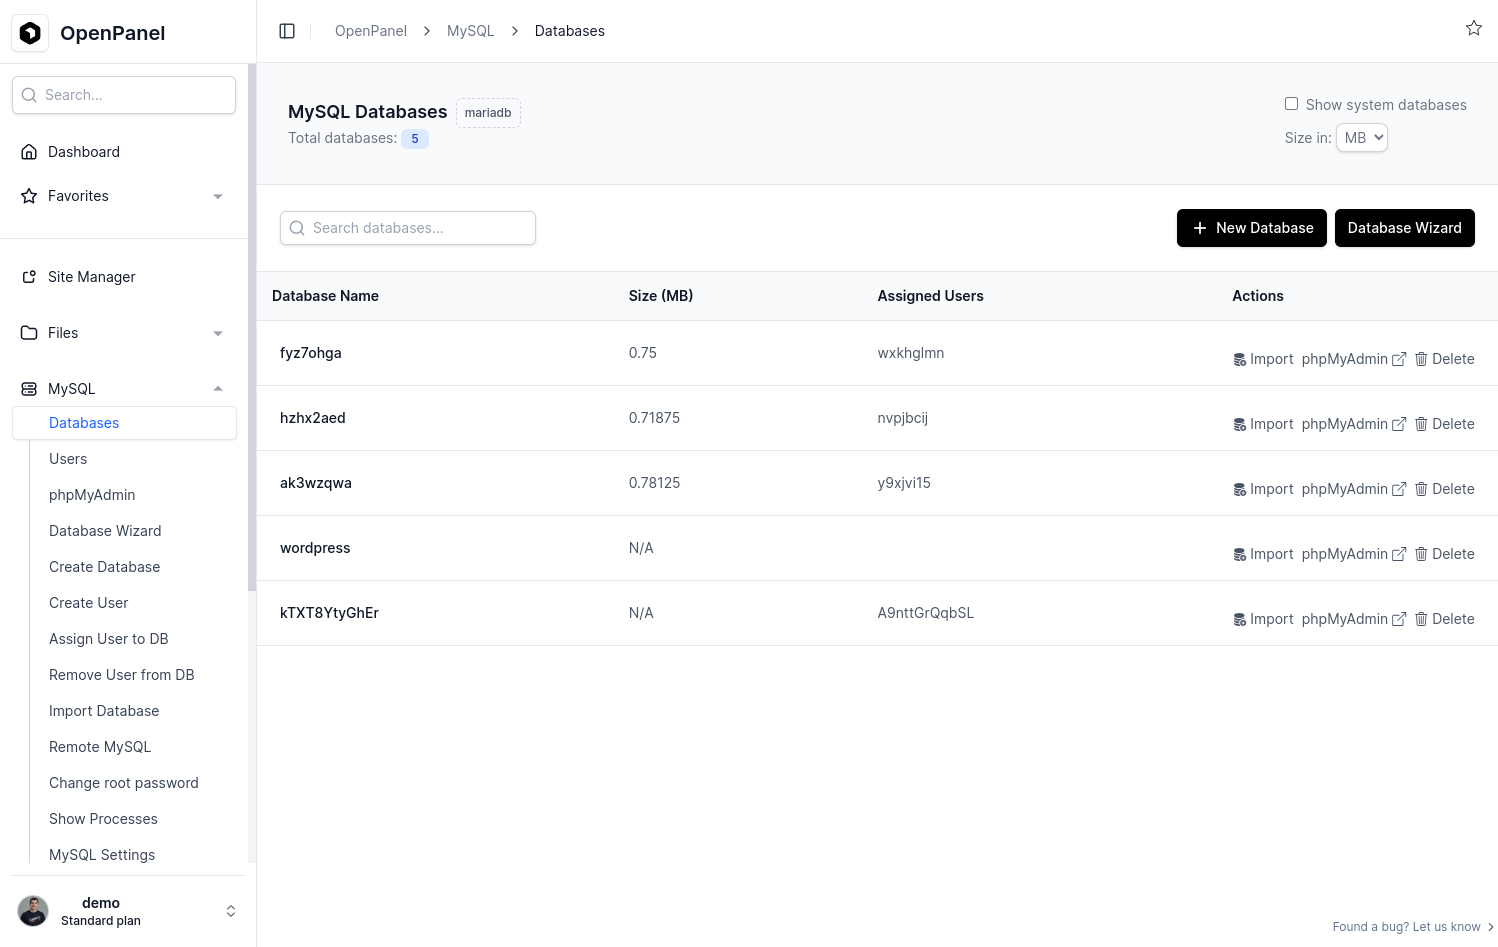 OpenPanel
OpenPanel > MySQL > Databases
Search...
Dashboard
Favorites
Site Manager
Files
MySQL
Databases
Users
phpMyAdmin
Database Wizard
Create Database
Create User
Assign User to DB
Remove User from DB
Import Database
Remote MySQL
Change root password
Show Processes
MySQL Settings
demo
Standard plan
MySQL Databases mariadb
Total databases: 5
Show system databases
Size in: MB
Search databases...
New Database Database Wizard
Database Name Size (MB) Assigned Users Actions
fyz7ohga 0.75 wxkhglmn Import phpMyAdmin Delete
hzhx2aed 0.71875 nvpjbcij Import phpMyAdmin Delete
ak3wzqwa 0.78125 y9xjvi15 Import phpMyAdmin Delete
wordpress N/A Import phpMyAdmin Delete
kTXT8YtyGhEr N/A A9nttGrQqbSL Import phpMyAdmin Delete
Found a bug? Let us know